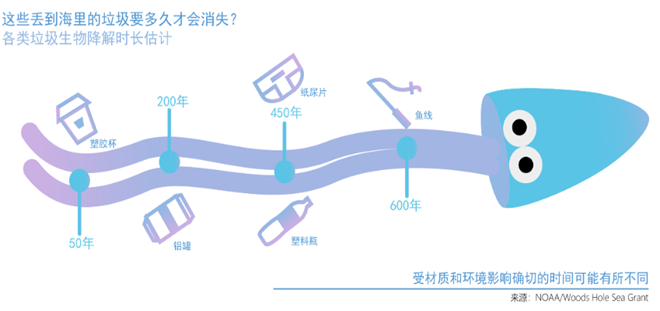 这些丢到海里的垃圾要多久才会消失？
各类垃圾生物降解时长估计
塑胶杯
50年
200年
铝罐
纸尿片
450年
塑料瓶
鱼线
600年
受材质和环境影响确切的时间可能有所不同
来源：NOAA/Woods Hole Sea Grant